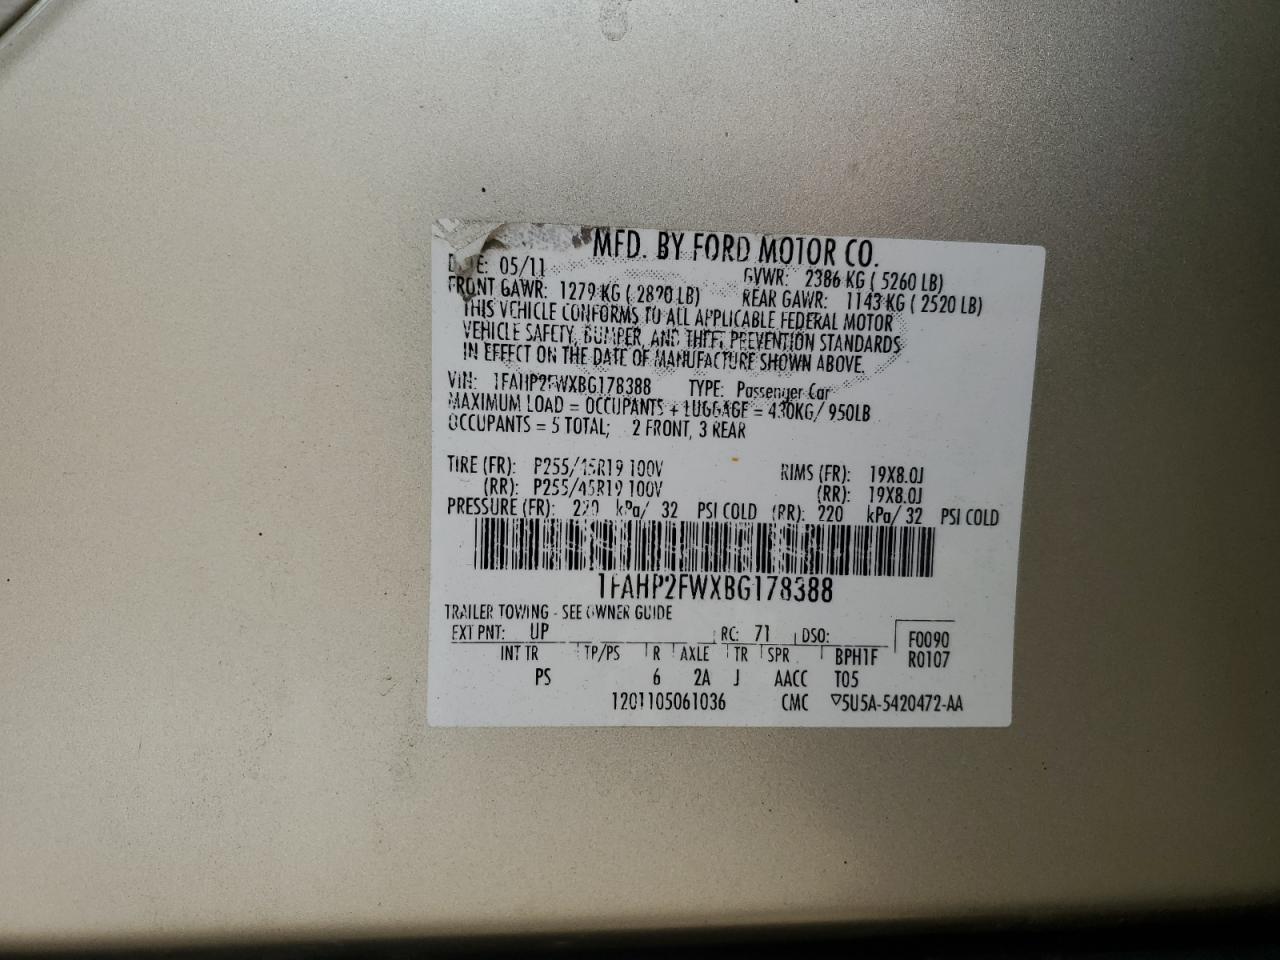 MFD. BY FORD MOTOR CO.
DATE: 05/11 GVWR: 2386 KG ( 5260 LB)
FRONT GAWR: 1279 KG ( 2820 LB) REAR GAWR: 1143 KG ( 2520 LB)
THIS VEHICLE CONFORMS TO ALL APPLICABLE FEDERAL MOTOR
VEHICLE SAFETY, BUMPER, AND THEFT PREVENTION STANDARDS
IN EFFECT ON THE DATE OF MANUFACTURE SHOWN ABOVE.
VIN: 1FAHP2FWXBG178388 TYPE: Passenger Car
MAXIMUM LOAD = OCCUPANTS + LUGGAGE = 430KG/ 950LB
OCCUPANTS = 5 TOTAL; 2 FRONT, 3 REAR
TIRE (FR): P255/45R19 100V RIMS (FR): 19X8.0J
(RR): P255/45R19 100V (RR): 19X8.0J
PRESSURE (FR): 220 kPa/ 32 PSI COLD (RR): 220 kPa/ 32 PSI COLD
1FAHP2FWXBG178388
TRAILER TOWING - SEE OWNER GUIDE
EXT PNT: UP RC: 71 DSO: F0090
INT TR TP/PS R AXLE TR SPR BPH1F R0107
PS 6 2A J AACC T05
1201105061036 CMC ▽5U5A-5420472-AA